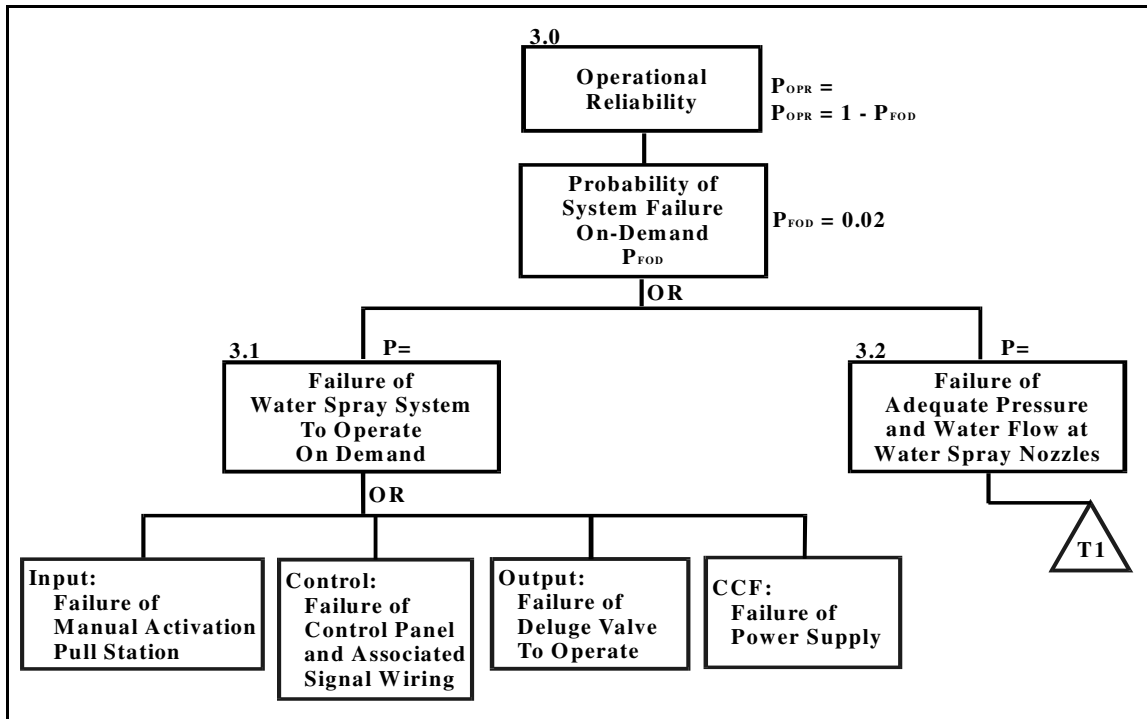 3.0
Operational
Reliability
POPR =
POPR = 1 - PFOD
Probability of
System Failure
On-Demand
PFOD
PFOD = 0.02
OR
3.1
P=
Failure of
Water Spray System
To Operate
On Demand
3.2
P=
Failure of
Adequate Pressure
and Water Flow at
Water Spray Nozzles
OR
T1
Input:
Failure of
Manual Activation
Pull Station
Control:
Failure of
Control Panel
and Associated
Signal Wiring
Output:
Failure of
Deluge Valve
To Operate
CCF:
Failure of
Power Supply